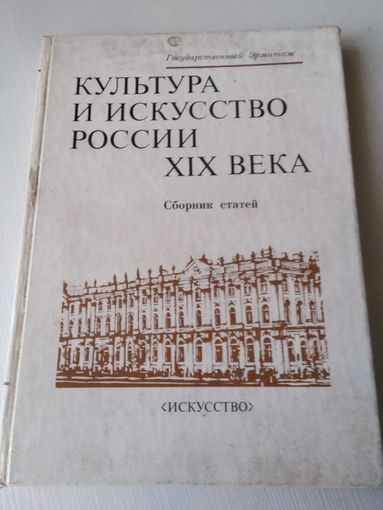 Государственный Эрмитаж
КУЛЬТУРА
И ИСКУССТВО
РОССИИ
XIX ВЕКА
Сборник статей
<ИСКУССТВО>